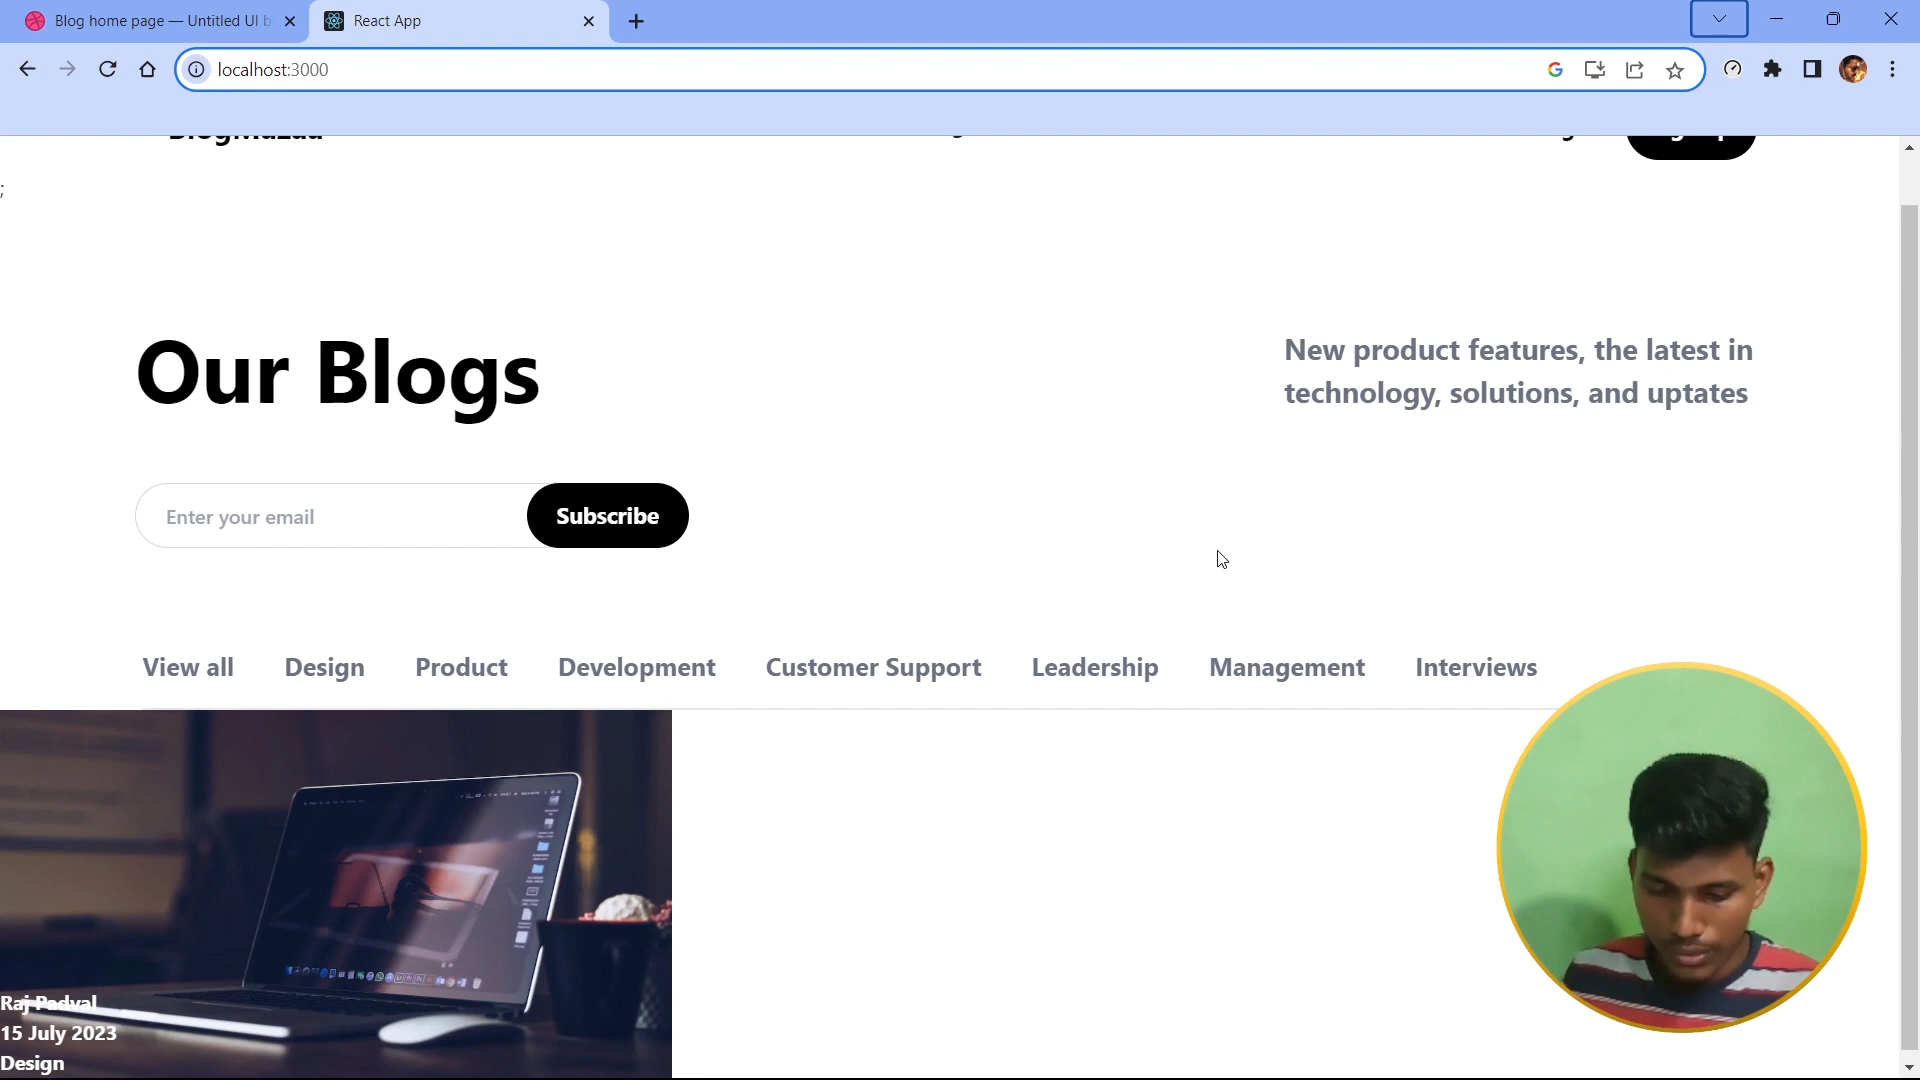 Blog home page — Untitled UI b
React App
localhost:3000
;
Our Blogs
New product features, the latest in
technology, solutions, and uptates
Enter your email
Subscribe
View all
Design
Product
Development
Customer Support
Leadership
Management
Interviews
Raj Padval
15 July 2023
Design